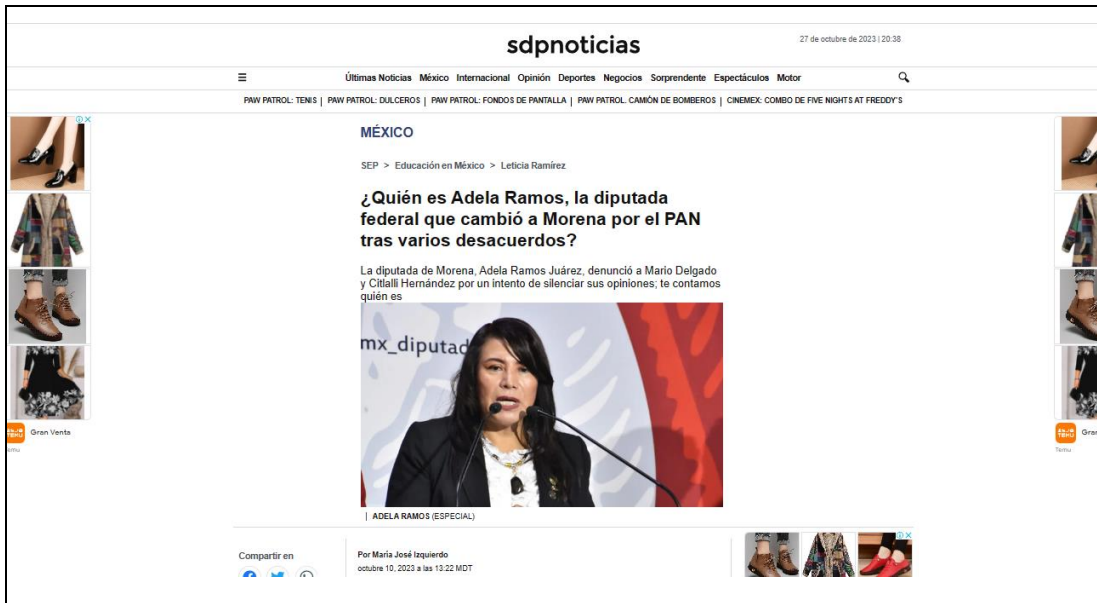 sdpnoticias
27 de octubre de 2023 | 20:38
Últimas Noticias México Internacional Opinión Deportes Negocios Sorprendente Espectáculos Motor
PAW PATROL: TENIS | PAW PATROL: DULCEROS | PAW PATROL: FONDOS DE PANTALLA | PAW PATROL. CAMIÓN DE BOMBEROS | CINEMEX: COMBO DE FIVE NIGHTS AT FREDDY'S
MÉXICO
SEP > Educación en México > Leticia Ramírez
¿Quién es Adela Ramos, la diputada
federal que cambió a Morena por el PAN
tras varios desacuerdos?
La diputada de Morena, Adela Ramos Juárez, denunció a Mario Delgado
y Citlalli Hernández por un intento de silenciar sus opiniones; te contamos
quién es
mx_diputad
| ADELA RAMOS (ESPECIAL)
TEMU Gran Venta
Temu
TEMU Gra
Temu
Compartir en
Por María José Izquierdo
octubre 10, 2023 a las 13:22 MDT